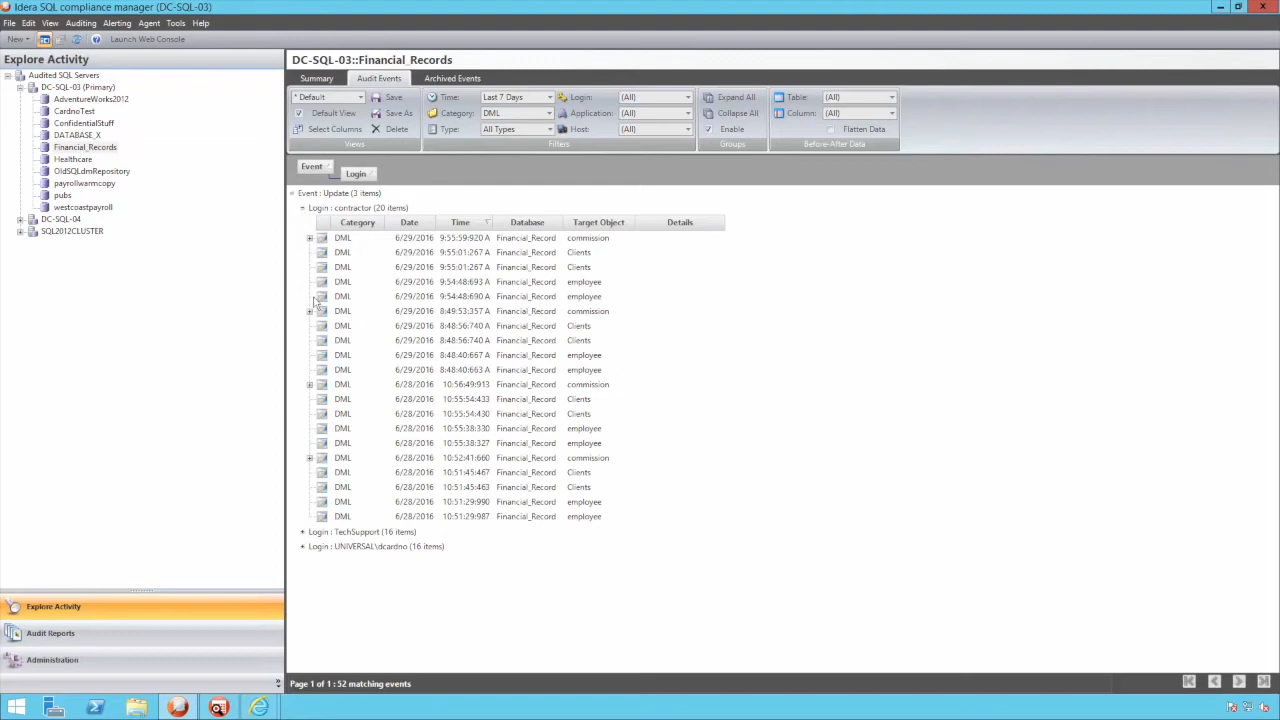 Idera SQL compliance manager (DC-SQL-03)
File Edit View Auditing Alerting Agent Tools Help
New Launch Web Console
Explore Activity
Audited SQL Servers
DC-SQL-03 (Primary)
AdventureWorks2012
CardnoTest
ConfidentialStuff
DATABASE_X
Financial_Records
Healthcare
OldSQLdmRepository
payrollwarmcopy
pubs
westcoastpayroll
DC-SQL-04
SQL2012CLUSTER
Explore Activity
Audit Reports
Administration
DC-SQL-03::Financial_Records
Summary Audit Events Archived Events
* Default Save Time: Last 7 Days Login: (All) Expand All Table: (All)
Default View Save As Category: DML Application: (All) Collapse All Column: (All)
Select Columns Delete Type: All Types Host: (All) Enable Flatten Data
Views Filters Groups Before-After Data
Event
Login
Event : Update (3 items)
Login : contractor (20 items)
Category Date Time Database Target Object Details
DML 6/29/2016 9:55:59:920 A Financial_Record commission
DML 6/29/2016 9:55:01:267 A Financial_Record Clients
DML 6/29/2016 9:55:01:267 A Financial_Record Clients
DML 6/29/2016 9:54:48:693 A Financial_Record employee
DML 6/29/2016 9:54:48:690 A Financial_Record employee
DML 6/29/2016 8:49:53:357 A Financial_Record commission
DML 6/29/2016 8:48:56:740 A Financial_Record Clients
DML 6/29/2016 8:48:56:740 A Financial_Record Clients
DML 6/29/2016 8:48:40:667 A Financial_Record employee
DML 6/29/2016 8:48:40:663 A Financial_Record employee
DML 6/28/2016 10:56:49:913 Financial_Record commission
DML 6/28/2016 10:55:54:433 Financial_Record Clients
DML 6/28/2016 10:55:54:430 Financial_Record Clients
DML 6/28/2016 10:55:38:330 Financial_Record employee
DML 6/28/2016 10:55:38:327 Financial_Record employee
DML 6/28/2016 10:52:41:660 Financial_Record commission
DML 6/28/2016 10:51:45:467 Financial_Record Clients
DML 6/28/2016 10:51:45:463 Financial_Record Clients
DML 6/28/2016 10:51:29:990 Financial_Record employee
DML 6/28/2016 10:51:29:987 Financial_Record employee
Login : TechSupport (16 items)
Login : UNIVERSAL\dcardno (16 items)
Page 1 of 1 : 52 matching events